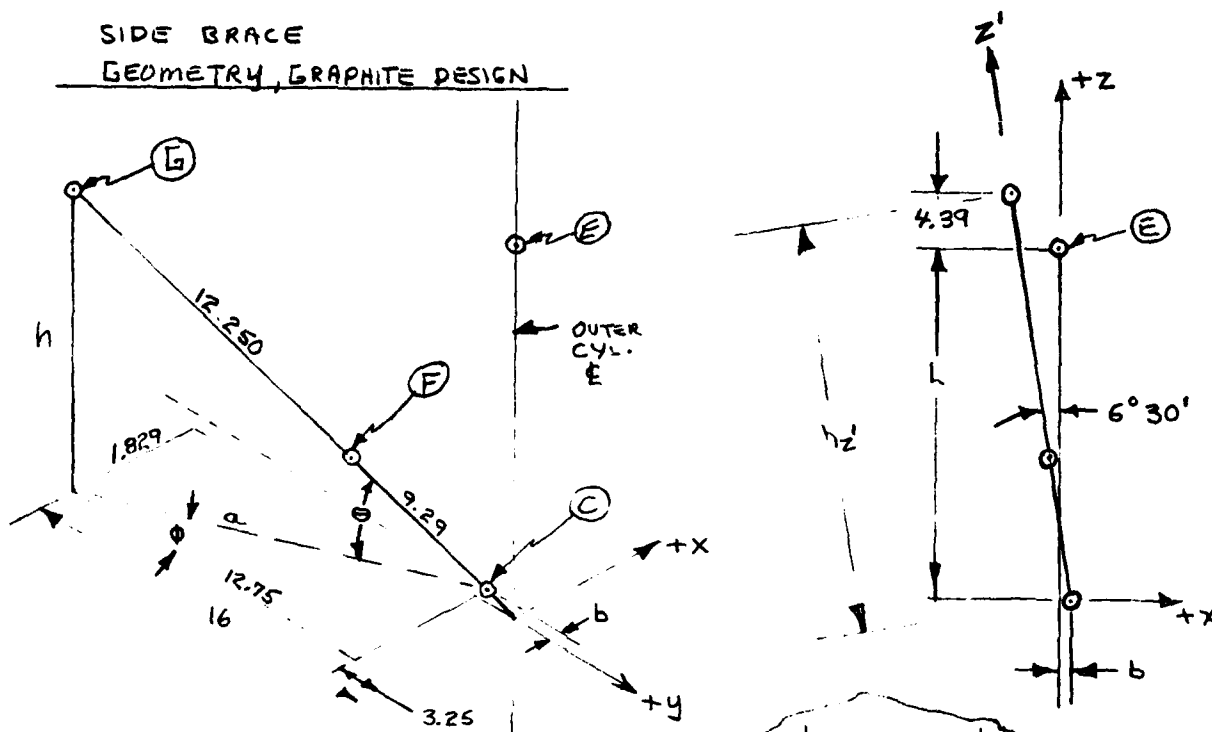 SIDE BRACE
GEOMETRY, GRAPHITE DESIGN
G
E
12.250
OUTER
CYL.
℄
h
F
1.829
9.29
θ
C
a
ϕ
+x
12.75
16
b
+y
3.25
z'
+z
4.39
E
h
6° 30'
hz'
+x
b